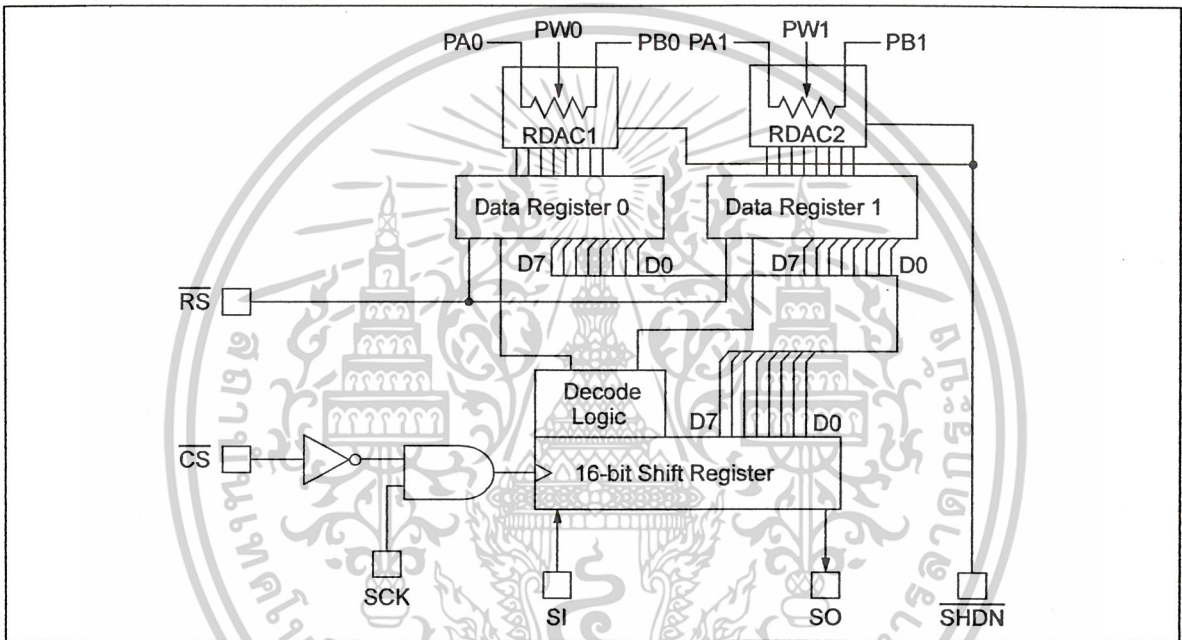 PW0
PW1
PA0
PB0 PA1
PB1
RDAC1
RDAC2
Data Register 0
Data Register 1
D7
D0
D7
D0
RS
Decode
Logic
D7
D0
CS
16-bit Shift Register
SCK
SI
SO
SHDN